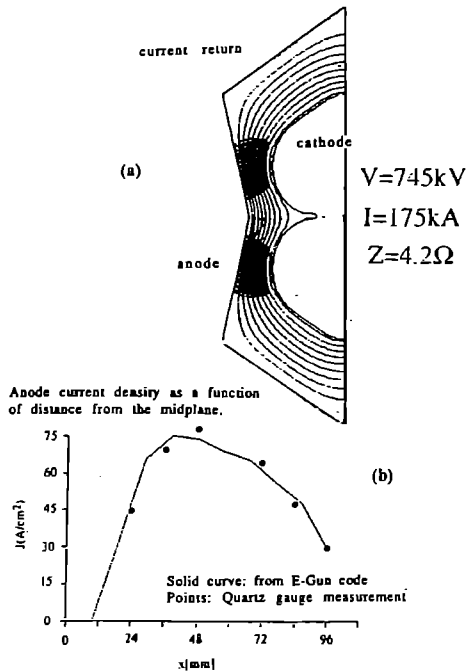 current return
cathode
(a)
V=745kV
I=175kA
Z=4.2Ω
anode
Anode current density as a function
of distance from the midplane.
(b)
75
60
45
30
15
0
J(A/cm²)
Solid curve: from E-Gun code
Points: Quartz gauge measurement
0 24 48 72 96
x[mm]